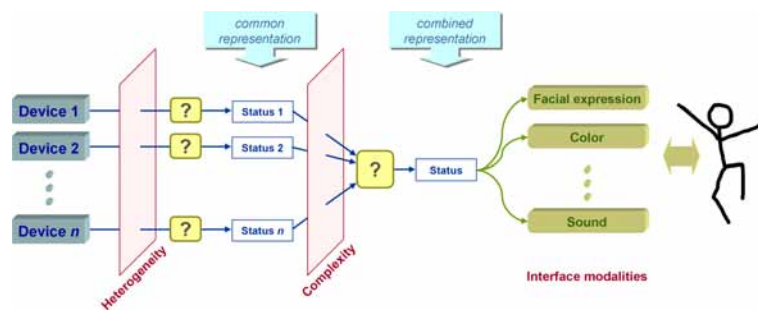 common
representation
combined
representation
Device 1
?
Status 1
Device 2
?
Status 2
Device n
?
Status n
Heterogeneity
Complexity
?
Status
Facial expression
Color
Sound
Interface modalities